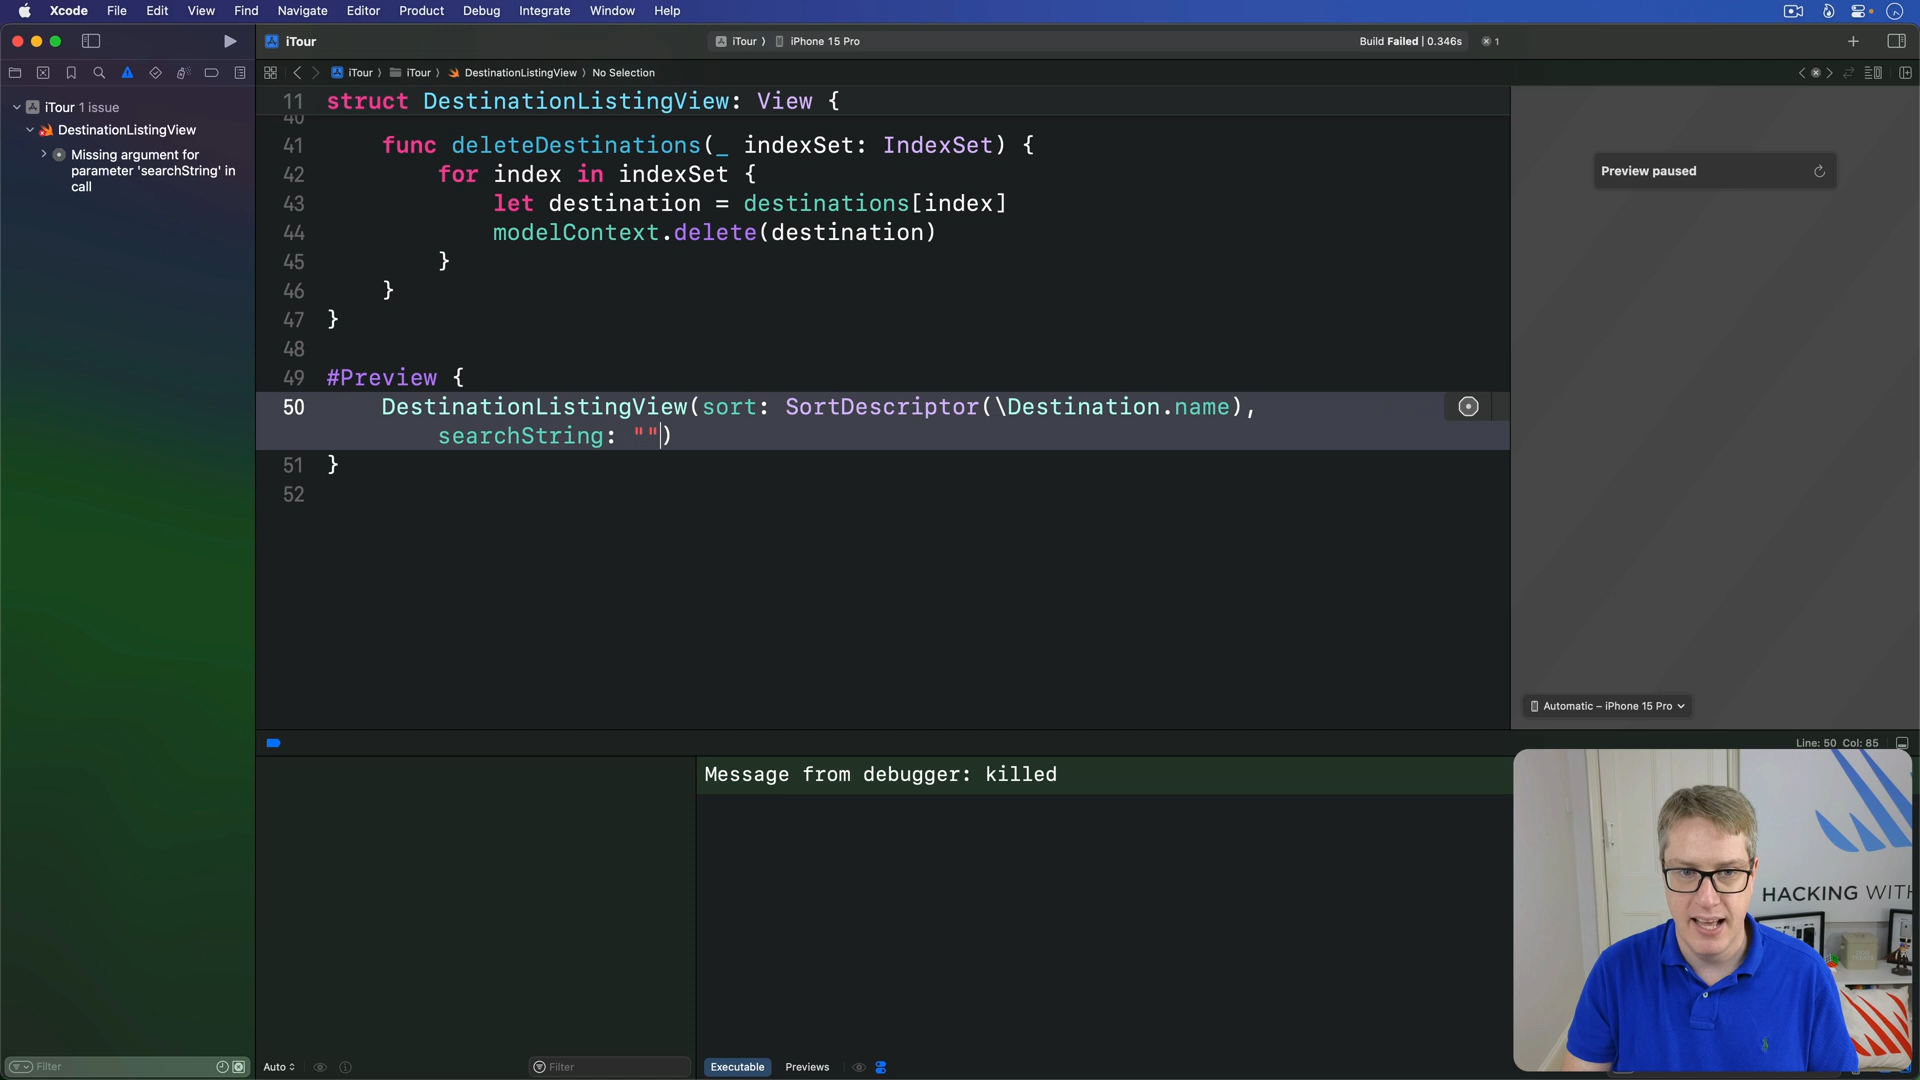 Xcode File Edit View Find Navigate Editor Product Debug Integrate Window Help
iTour
iTour 〉 iPhone 15 Pro
Build Failed | 0.346s
1
iTour 〉 iTour 〉 DestinationListingView 〉 No Selection
iTour 1 issue
DestinationListingView
Missing argument for
parameter 'searchString' in
call
11 struct DestinationListingView: View {
40
41 func deleteDestinations(_ indexSet: IndexSet) {
42 for index in indexSet {
43 let destination = destinations[index]
44 modelContext.delete(destination)
45 }
46 }
47 }
48
49 #Preview {
50 DestinationListingView(sort: SortDescriptor(\Destination.name),
searchString: "")
51 }
52
Preview paused
Automatic – iPhone 15 Pro
Line: 50 Col: 85
Message from debugger: killed
HACKING WITH
Filter
Auto
Filter
Executable
Previews